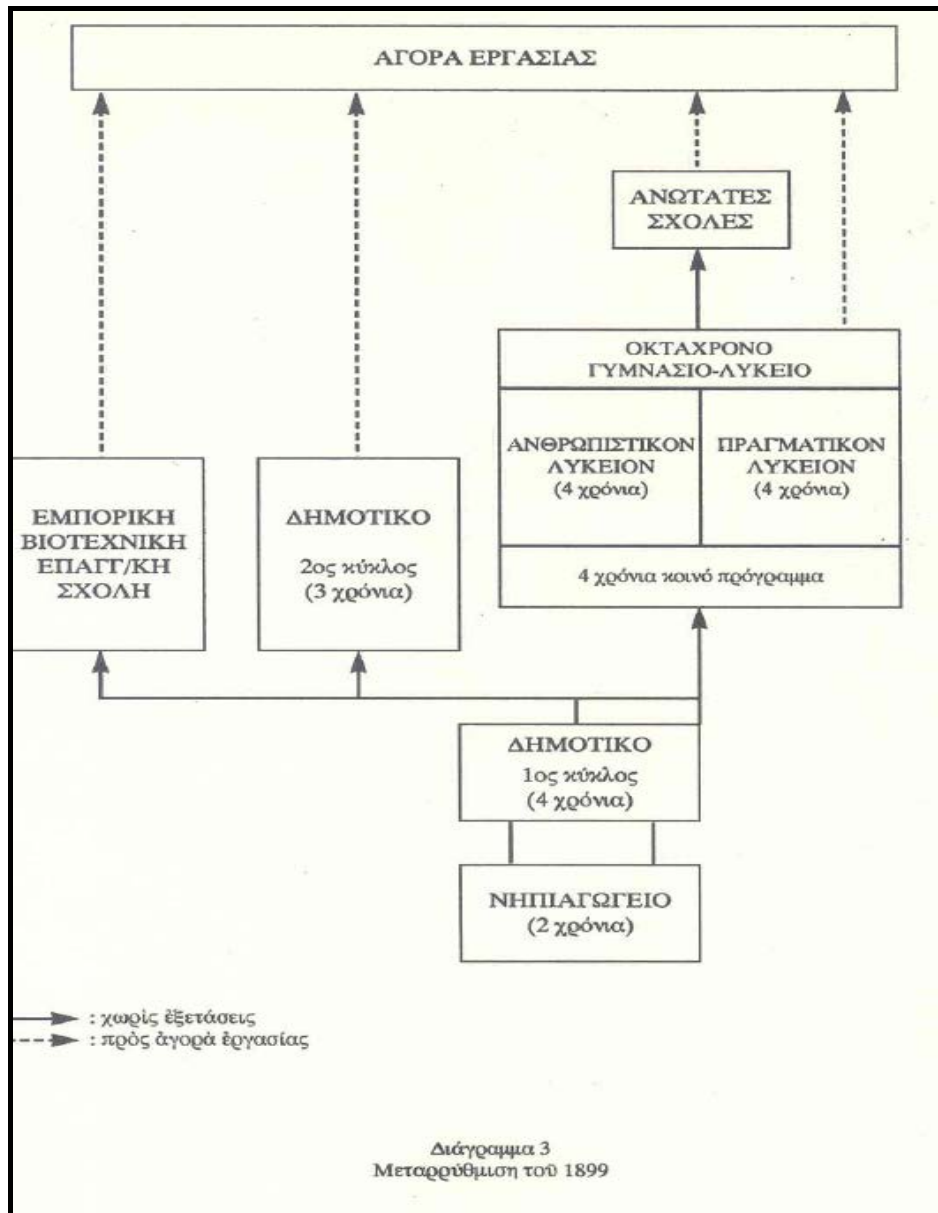 ΑΓΟΡΑ ΕΡΓΑΣΙΑΣ
ΑΝΩΤΑΤΕΣ
ΣΧΟΛΕΣ
ΟΚΤΑΧΡΟΝΟ
ΓΥΜΝΑΣΙΟ-ΛΥΚΕΙΟ
ΑΝΘΡΩΠΙΣΤΙΚΟΝ
ΛΥΚΕΙΟΝ
(4 χρόνια)
ΠΡΑΓΜΑΤΙΚΟΝ
ΛΥΚΕΙΟΝ
(4 χρόνια)
4 χρόνια κοινό πρόγραμμα
ΕΜΠΟΡΙΚΗ
ΒΙΟΤΕΧΝΙΚΗ
ΕΠΑΓΓ/ΚΗ
ΣΧΟΛΗ
ΔΗΜΟΤΙΚΟ
2ος κύκλος
(3 χρόνια)
ΔΗΜΟΤΙΚΟ
1ος κύκλος
(4 χρόνια)
ΝΗΠΙΑΓΩΓΕΙΟ
(2 χρόνια)
: χωρὶς ἐξετάσεις
: πρὸς ἀγορὰ ἐργασίας
Διάγραμμα 3
Μεταρρύθμιση τοῦ 1899